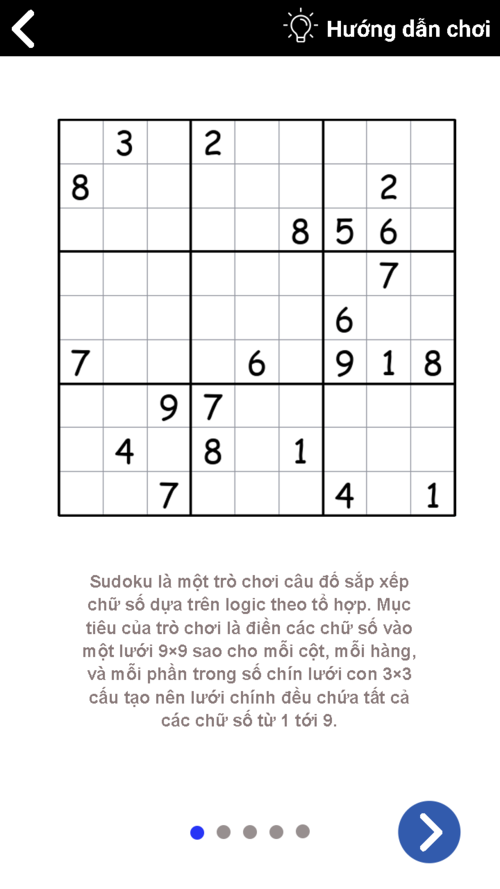 Hướng dẫn chơi
3 2
8 2
8 5 6
7
6
7 6 9 1 8
9 7
4 8 1
7 4 1
Sudoku là một trò chơi câu đố sắp xếp
chữ số dựa trên logic theo tổ hợp. Mục
tiêu của trò chơi là điền các chữ số vào
một lưới 9×9 sao cho mỗi cột, mỗi hàng,
và mỗi phần trong số chín lưới con 3×3
cấu tạo nên lưới chính đều chứa tất cả
các chữ số từ 1 tới 9.